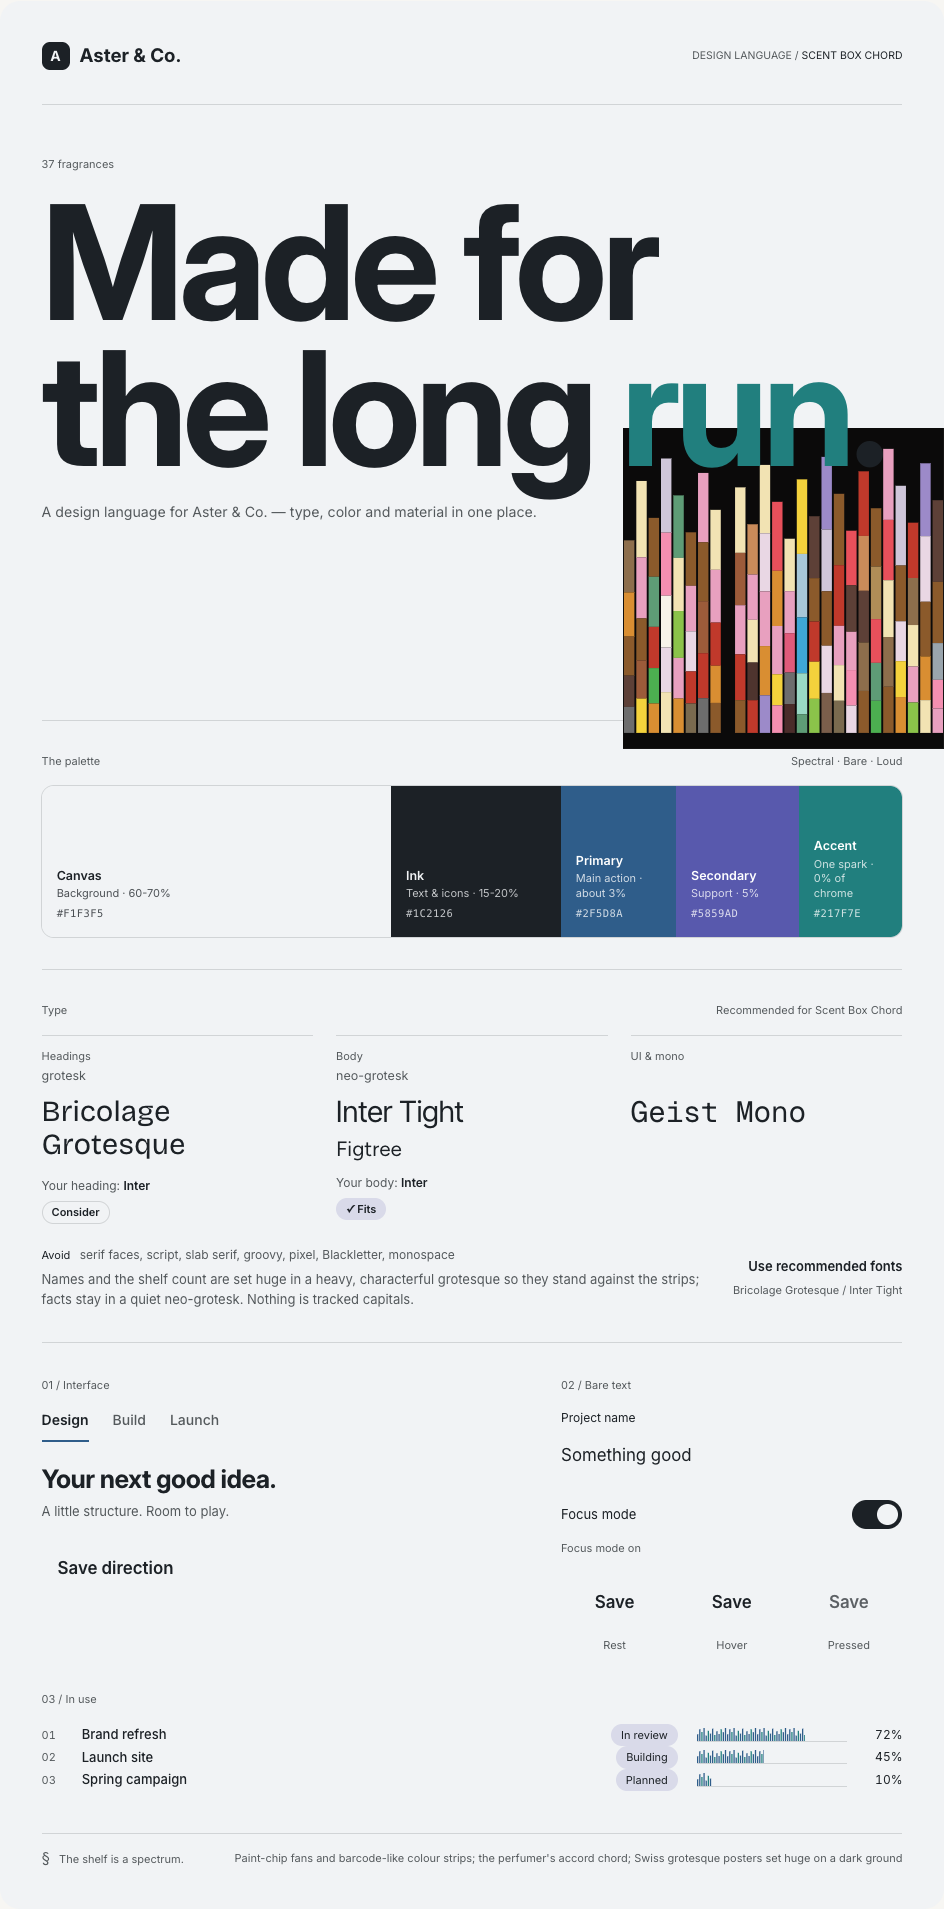 A Aster & Co.
DESIGN LANGUAGE / SCENT BOX CHORD
37 fragrances
Made for
the long run
A design language for Aster & Co. — type, color and material in one place.
The palette
Spectral · Bare · Loud
Canvas
Background · 60-70%
#F1F3F5
Ink
Text & icons · 15-20%
#1C2126
Primary
Main action ·
about 3%
#2F5D8A
Secondary
Support · 5%
#5859AD
Accent
One spark ·
0% of
chrome
#217F7E
Type
Recommended for Scent Box Chord
Headings
grotesk
Bricolage
Grotesque
Your heading: Inter
Consider
Body
neo-grotesk
Inter Tight
Figtree
Your body: Inter
✓ Fits
UI & mono
Geist Mono
Avoid serif faces, script, slab serif, groovy, pixel, Blackletter, monospace
Names and the shelf count are set huge in a heavy, characterful grotesque so they stand against the strips;
facts stay in a quiet neo-grotesk. Nothing is tracked capitals.
Use recommended fonts
Bricolage Grotesque / Inter Tight
01 / Interface
Design Build Launch
Your next good idea.
A little structure. Room to play.
Save direction
02 / Bare text
Project name
Something good
Focus mode
Focus mode on
Save Save Save
Rest Hover Pressed
03 / In use
01 Brand refresh In review 72%
02 Launch site Building 45%
03 Spring campaign Planned 10%
§ The shelf is a spectrum.
Paint-chip fans and barcode-like colour strips; the perfumer's accord chord; Swiss grotesque posters set huge on a dark ground